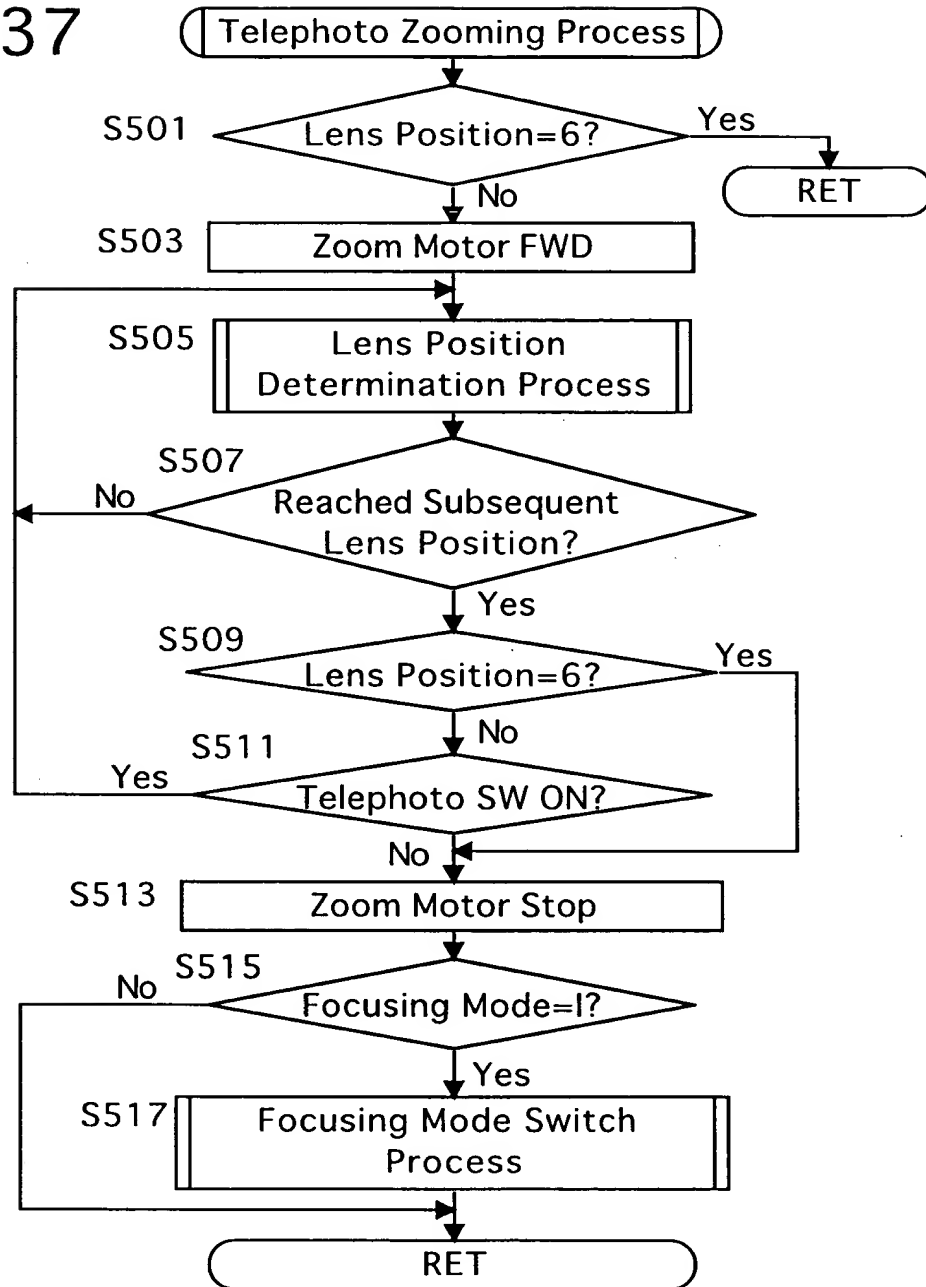 37
Telephoto Zooming Process
S501
Lens Position=6?
Yes
RET
No
S503
Zoom Motor FWD
S505
Lens Position
Determination Process
S507
No
Reached Subsequent
Lens Position?
Yes
S509
Lens Position=6?
Yes
No
S511
Yes
Telephoto SW ON?
No
S513
Zoom Motor Stop
S515
No
Focusing Mode=I?
Yes
S517
Focusing Mode Switch
Process
RET